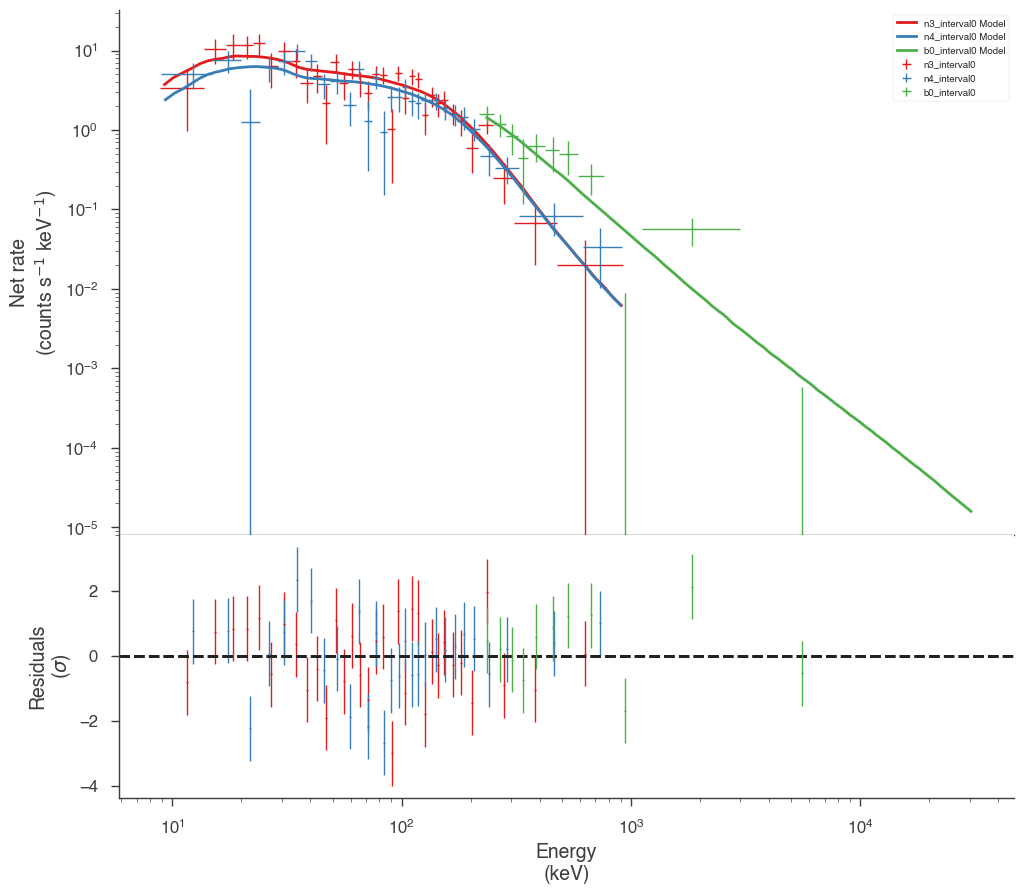 n3_interval0 Model
n4_interval0 Model
b0_interval0 Model
n3_interval0
n4_interval0
b0_interval0
Net rate
(counts s⁻¹ keV⁻¹)
10¹
10⁰
10⁻¹
10⁻²
10⁻³
10⁻⁴
10⁻⁵
Residuals
(σ)
2
0
−2
−4
10¹ 10² 10³ 10⁴
Energy
(keV)